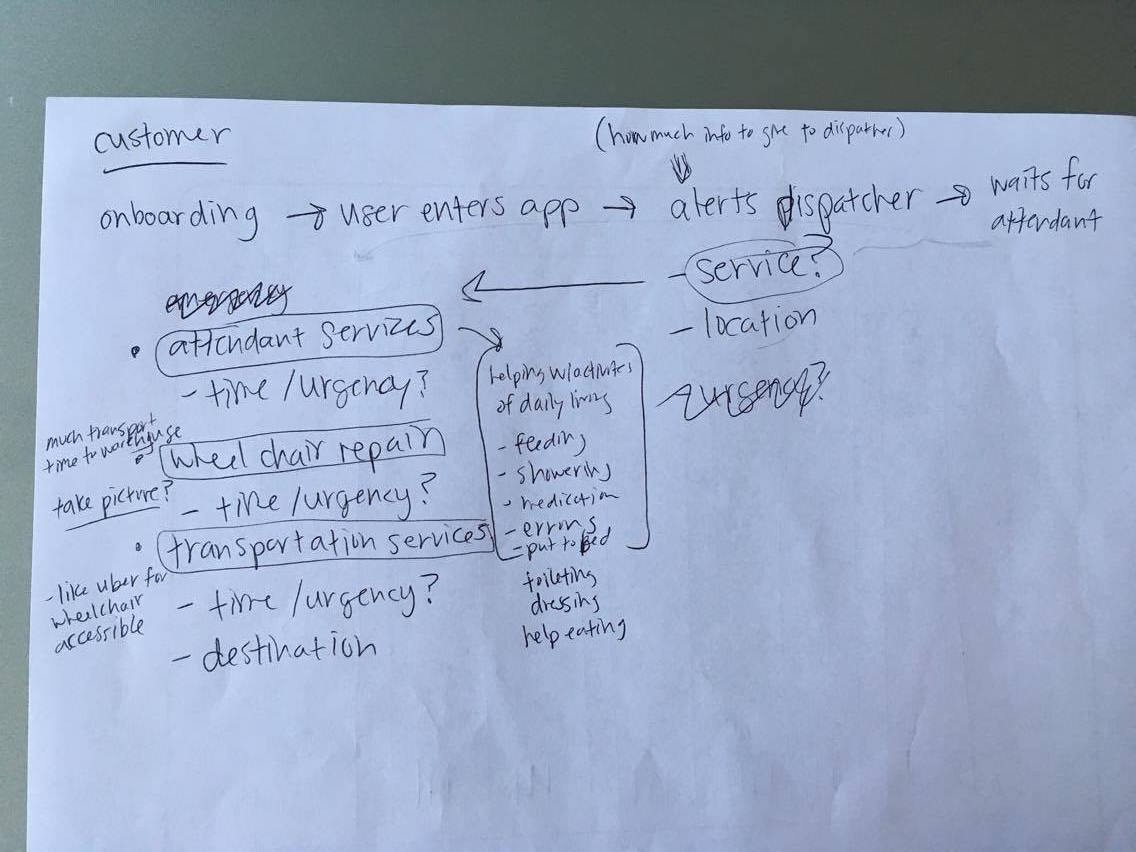 customer
(how much info to give to dispather)
onboarding → user enters app → alerts dispatcher → waits for
attendant
- service?
- location
urgency?
emergency
• attendant services
- time / urgency?
much transport
time to warehouse
• wheel chair repair
take picture?
- time / urgency?
• transportation services
- like uber for
wheelchair
accessible
- time / urgency?
- destination
helping w/activites
of daily living
- feeding
- showering
- medication
- errons
- put to bed
toileting
dressing
help eating